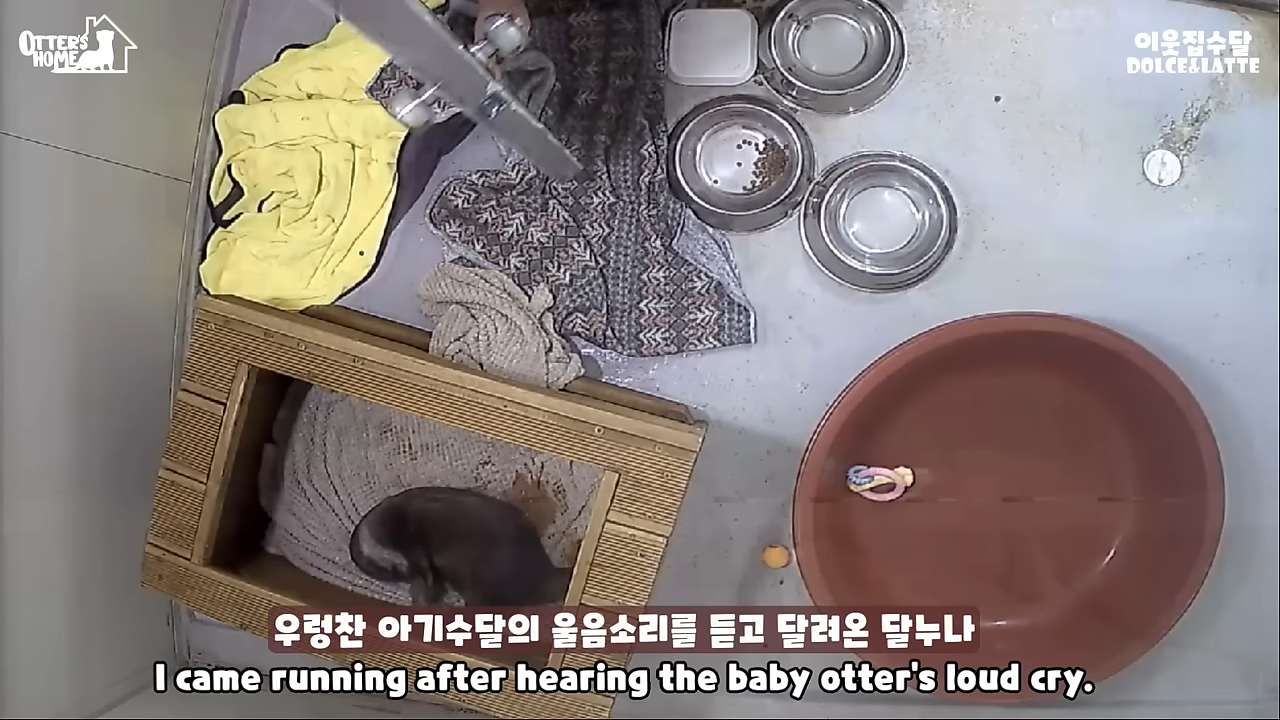 OTTER'S
HOME
이웃집수달
DOLCE&LATTE
우렁찬 아기수달의 울음소리를 듣고 달려온 달누나
I came running after hearing the baby otter's loud cry.